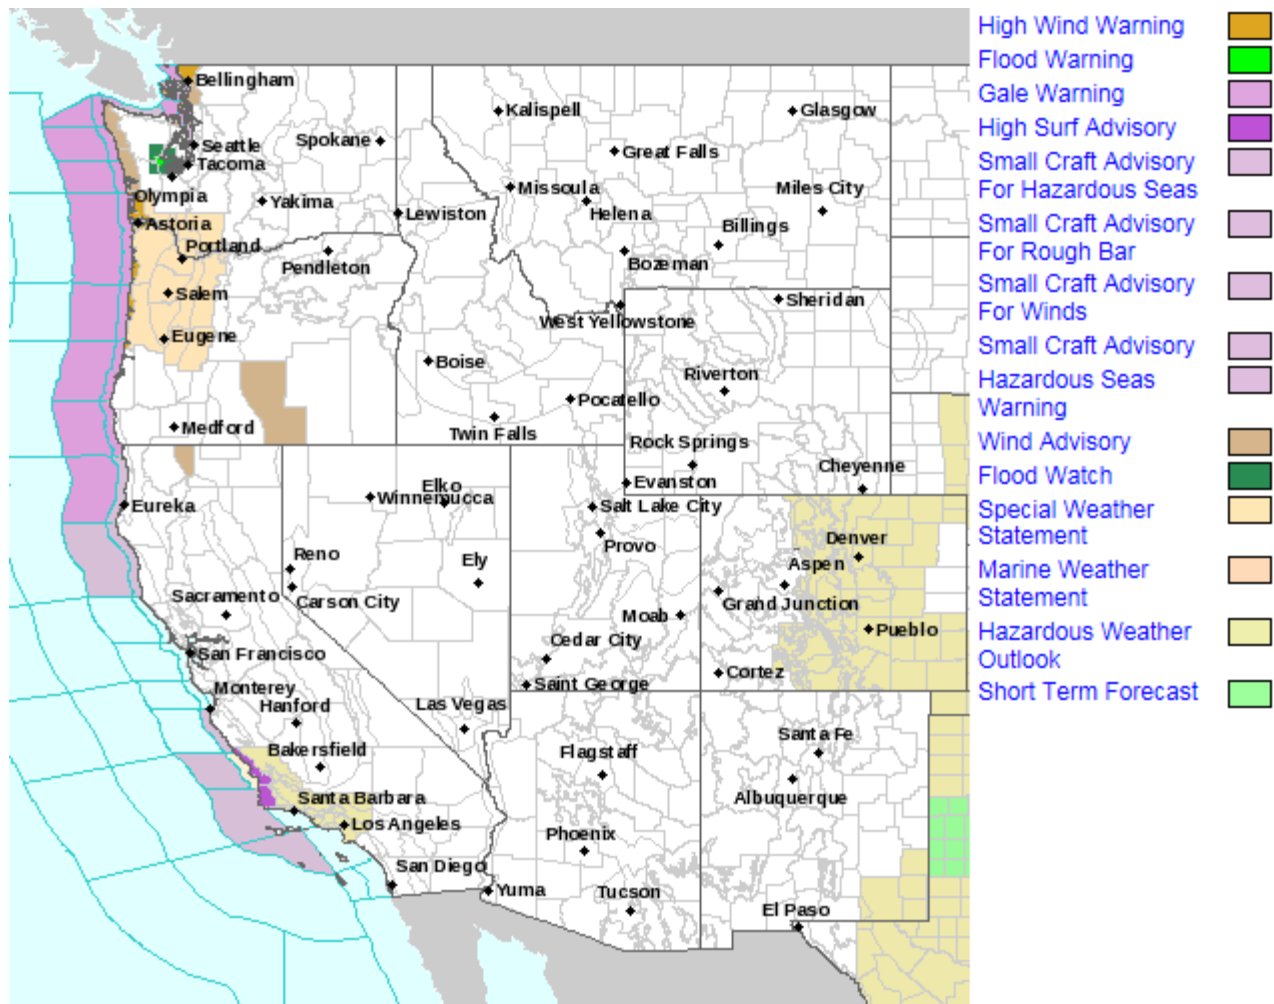 High Wind Warning
Flood Warning
Gale Warning
High Surf Advisory
Small Craft Advisory
For Hazardous Seas
Small Craft Advisory
For Rough Bar
Small Craft Advisory
For Winds
Small Craft Advisory
Hazardous Seas
Warning
Wind Advisory
Flood Watch
Special Weather
Statement
Marine Weather
Statement
Hazardous Weather
Outlook
Short Term Forecast
Bellingham
Kalispell
Glasgow
Spokane
Seattle
Great Falls
Tacoma
Missoula
Miles City
Olympia
Yakima
Helena
Lewiston
Astoria
Billings
Portland
Pendleton
Bozeman
Salem
Sheridan
West Yellowstone
Eugene
Boise
Riverton
Pocatello
Medford
Twin Falls
Rock Springs
Cheyenne
Evanston
Elko
Winnemucca
Eureka
Salt Lake City
Denver
Provo
Reno
Ely
Aspen
Sacramento
Carson City
Grand Junction
Moab
Pueblo
Cedar City
San Francisco
Cortez
Saint George
Monterey
Hanford
Las Vegas
Santa Fe
Bakersfield
Flagstaff
Santa Barbara
Albuquerque
Los Angeles
Phoenix
San Diego
Yuma
Tucson
El Paso